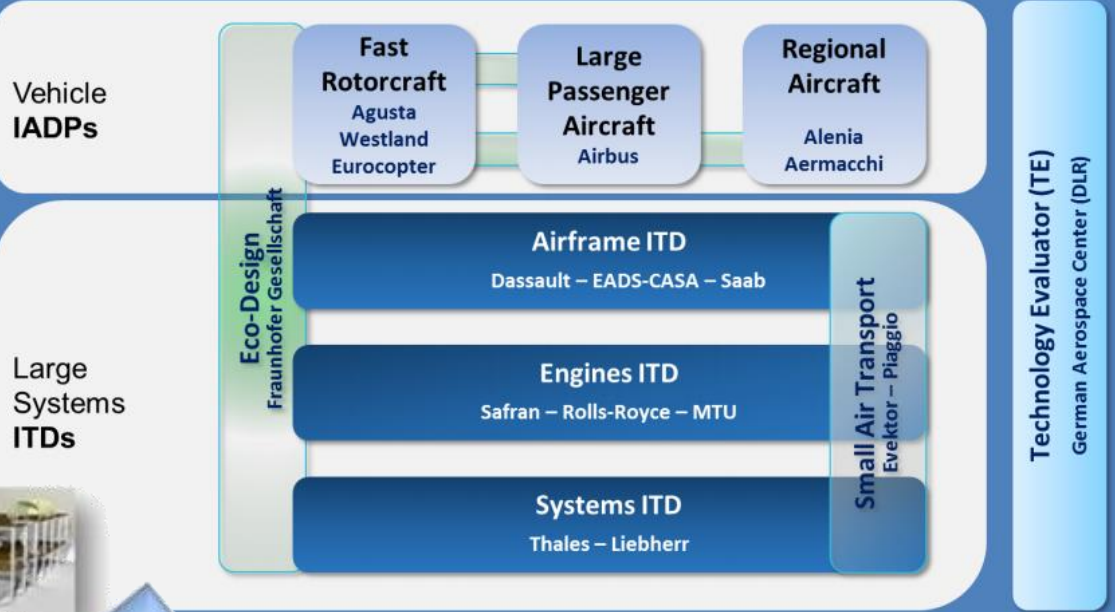 Vehicle
IADPs
Fast
Rotorcraft
Agusta
Westland
Eurocopter
Large
Passenger
Aircraft
Airbus
Regional
Aircraft
Alenia
Aermacchi
Large
Systems
ITDs
Eco-Design
Fraunhofer Gesellschaft
Airframe ITD
Dassault – EADS-CASA – Saab
Engines ITD
Safran – Rolls-Royce – MTU
Systems ITD
Thales – Liebherr
Small Air Transport
Evektor – Piaggio
Technology Evaluator (TE)
German Aerospace Center (DLR)